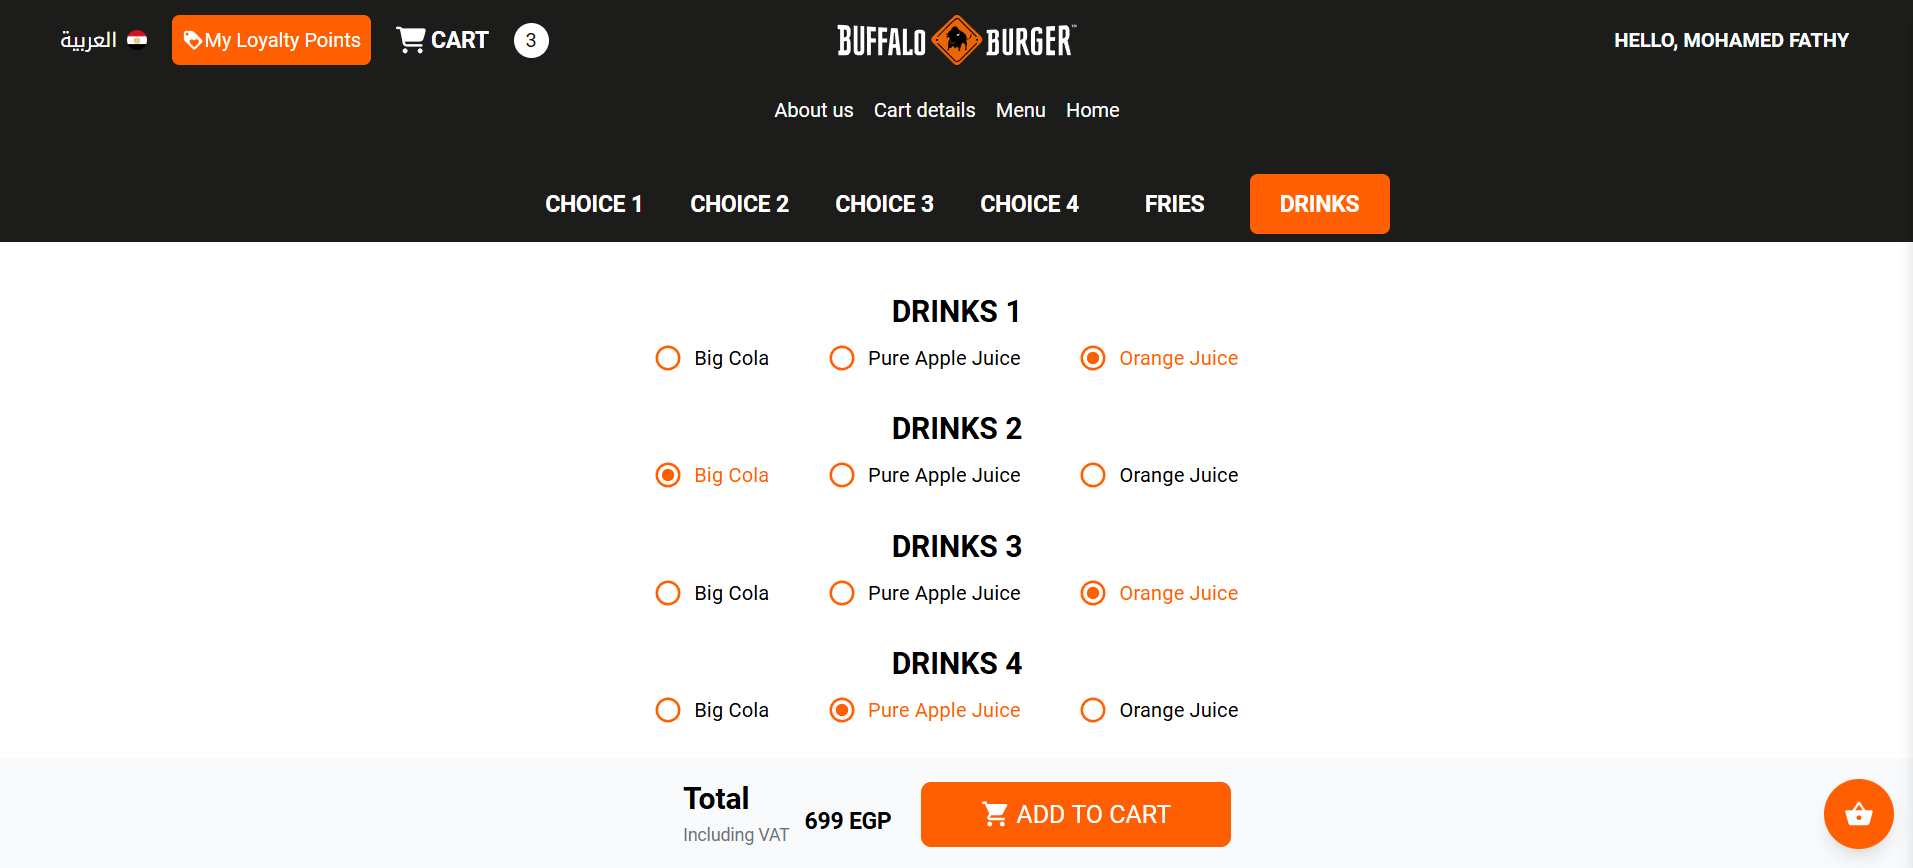 العربية
My Loyalty Points
CART 3
BUFFALO BURGER™
HELLO, MOHAMED FATHY
About us Cart details Menu Home
CHOICE 1 CHOICE 2 CHOICE 3 CHOICE 4 FRIES DRINKS
DRINKS 1
Big Cola Pure Apple Juice Orange Juice
DRINKS 2
Big Cola Pure Apple Juice Orange Juice
DRINKS 3
Big Cola Pure Apple Juice Orange Juice
DRINKS 4
Big Cola Pure Apple Juice Orange Juice
Total
Including VAT
699 EGP
ADD TO CART